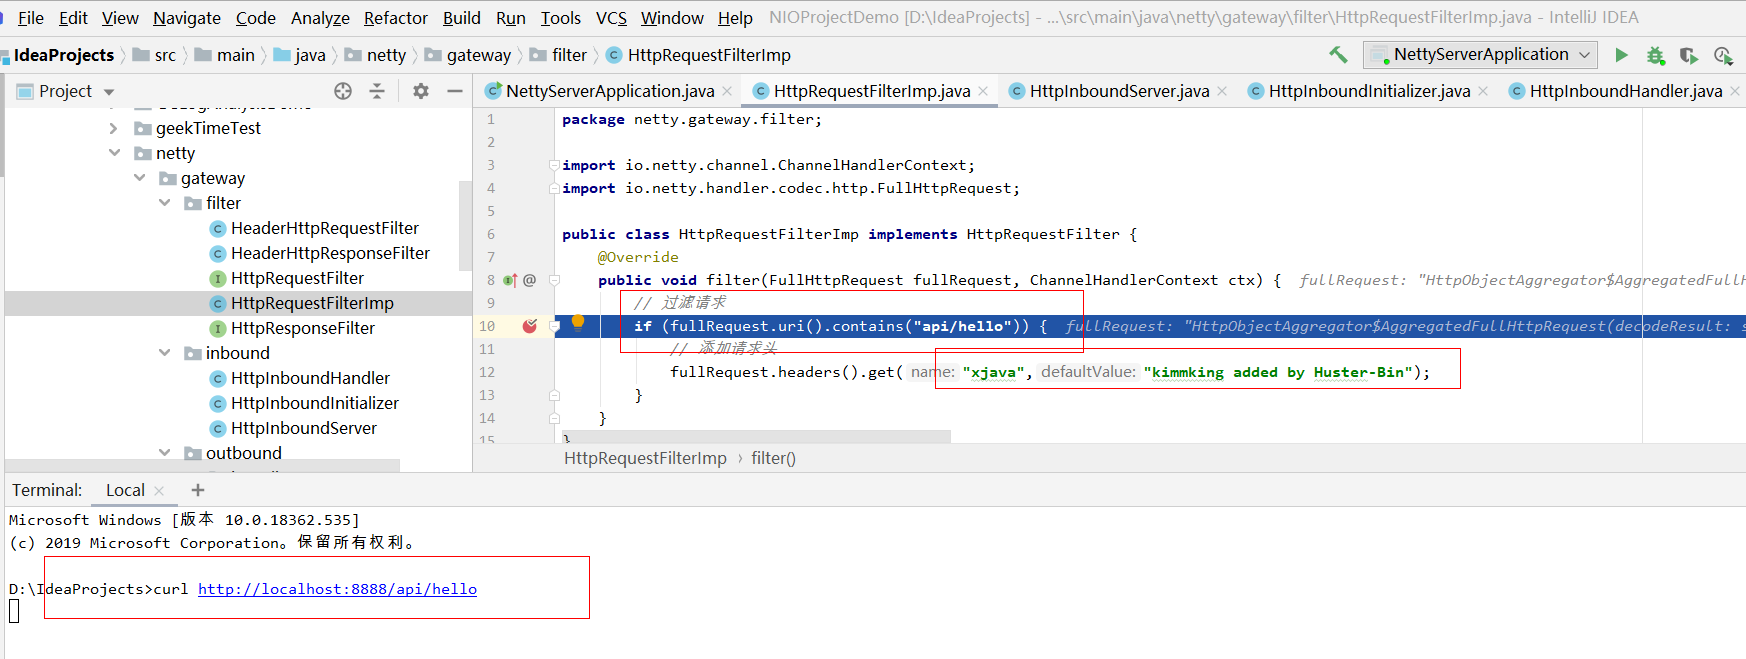 File Edit View Navigate Code Analyze Refactor Build Run Tools VCS Window Help NIOProjectDemo [D:\IdeaProjects] - ...\src\main\java\netty\gateway\filter\HttpRequestFilterImp.java - IntelliJ IDEA
IdeaProjects src main java netty gateway filter HttpRequestFilterImp NettyServerApplication
Project
NettyServerApplication.java HttpRequestFilterImp.java HttpInboundServer.java HttpInboundInitializer.java HttpInboundHandler.java
geekTimeTest
netty
gateway
filter
HeaderHttpRequestFilter
HeaderHttpResponseFilter
HttpRequestFilter
HttpRequestFilterImp
HttpResponseFilter
inbound
HttpInboundHandler
HttpInboundInitializer
HttpInboundServer
outbound
1 package netty.gateway.filter;
2
3 import io.netty.channel.ChannelHandlerContext;
4 import io.netty.handler.codec.http.FullHttpRequest;
5
6 public class HttpRequestFilterImp implements HttpRequestFilter {
7 @Override
8 public void filter(FullHttpRequest fullRequest, ChannelHandlerContext ctx) { fullRequest: "HttpObjectAggregator$AggregatedFullH
9 // 过滤请求
10 if (fullRequest.uri().contains("api/hello")) { fullRequest: "HttpObjectAggregator$AggregatedFullHttpRequest(decodeResult: s
11 // 添加请求头
12 fullRequest.headers().get( name: "xjava", defaultValue: "kimmking added by Huster-Bin");
13 }
14 }
15 }
HttpRequestFilterImp › filter()
Terminal: Local +
Microsoft Windows [版本 10.0.18362.535]
(c) 2019 Microsoft Corporation。保留所有权利。
D:\IdeaProjects>curl http://localhost:8888/api/hello